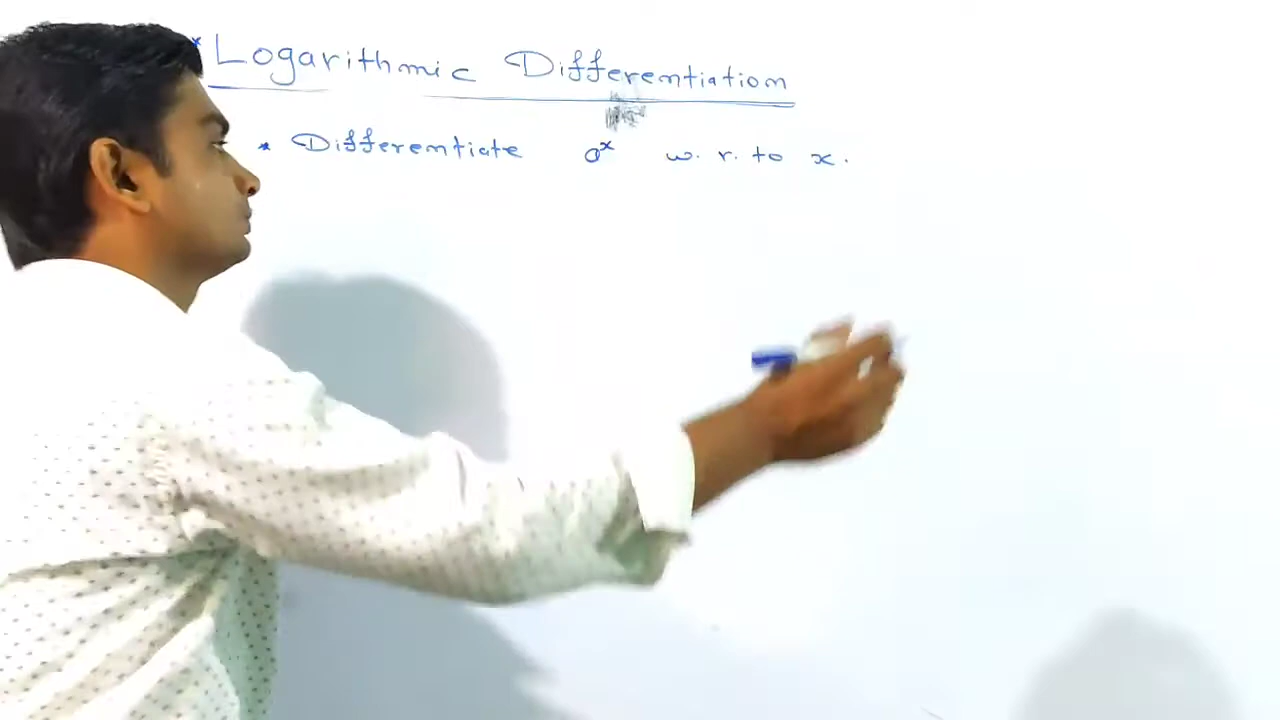 * Logarithmic Differentiation
* Differentiate a^x w. r. to x.